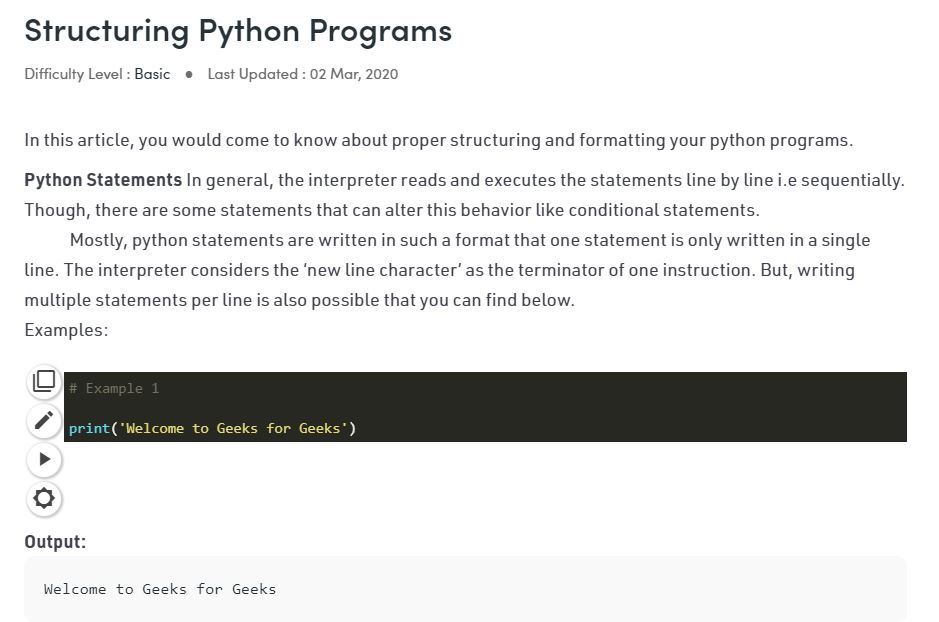 Structuring Python Programs
Difficulty Level : Basic ● Last Updated : 02 Mar, 2020
In this article, you would come to know about proper structuring and formatting your python programs.
Python Statements In general, the interpreter reads and executes the statements line by line i.e sequentially.
Though, there are some statements that can alter this behavior like conditional statements.
Mostly, python statements are written in such a format that one statement is only written in a single
line. The interpreter considers the ‘new line character’ as the terminator of one instruction. But, writing
multiple statements per line is also possible that you can find below.
Examples:
# Example 1
print('Welcome to Geeks for Geeks')
Output:
Welcome to Geeks for Geeks